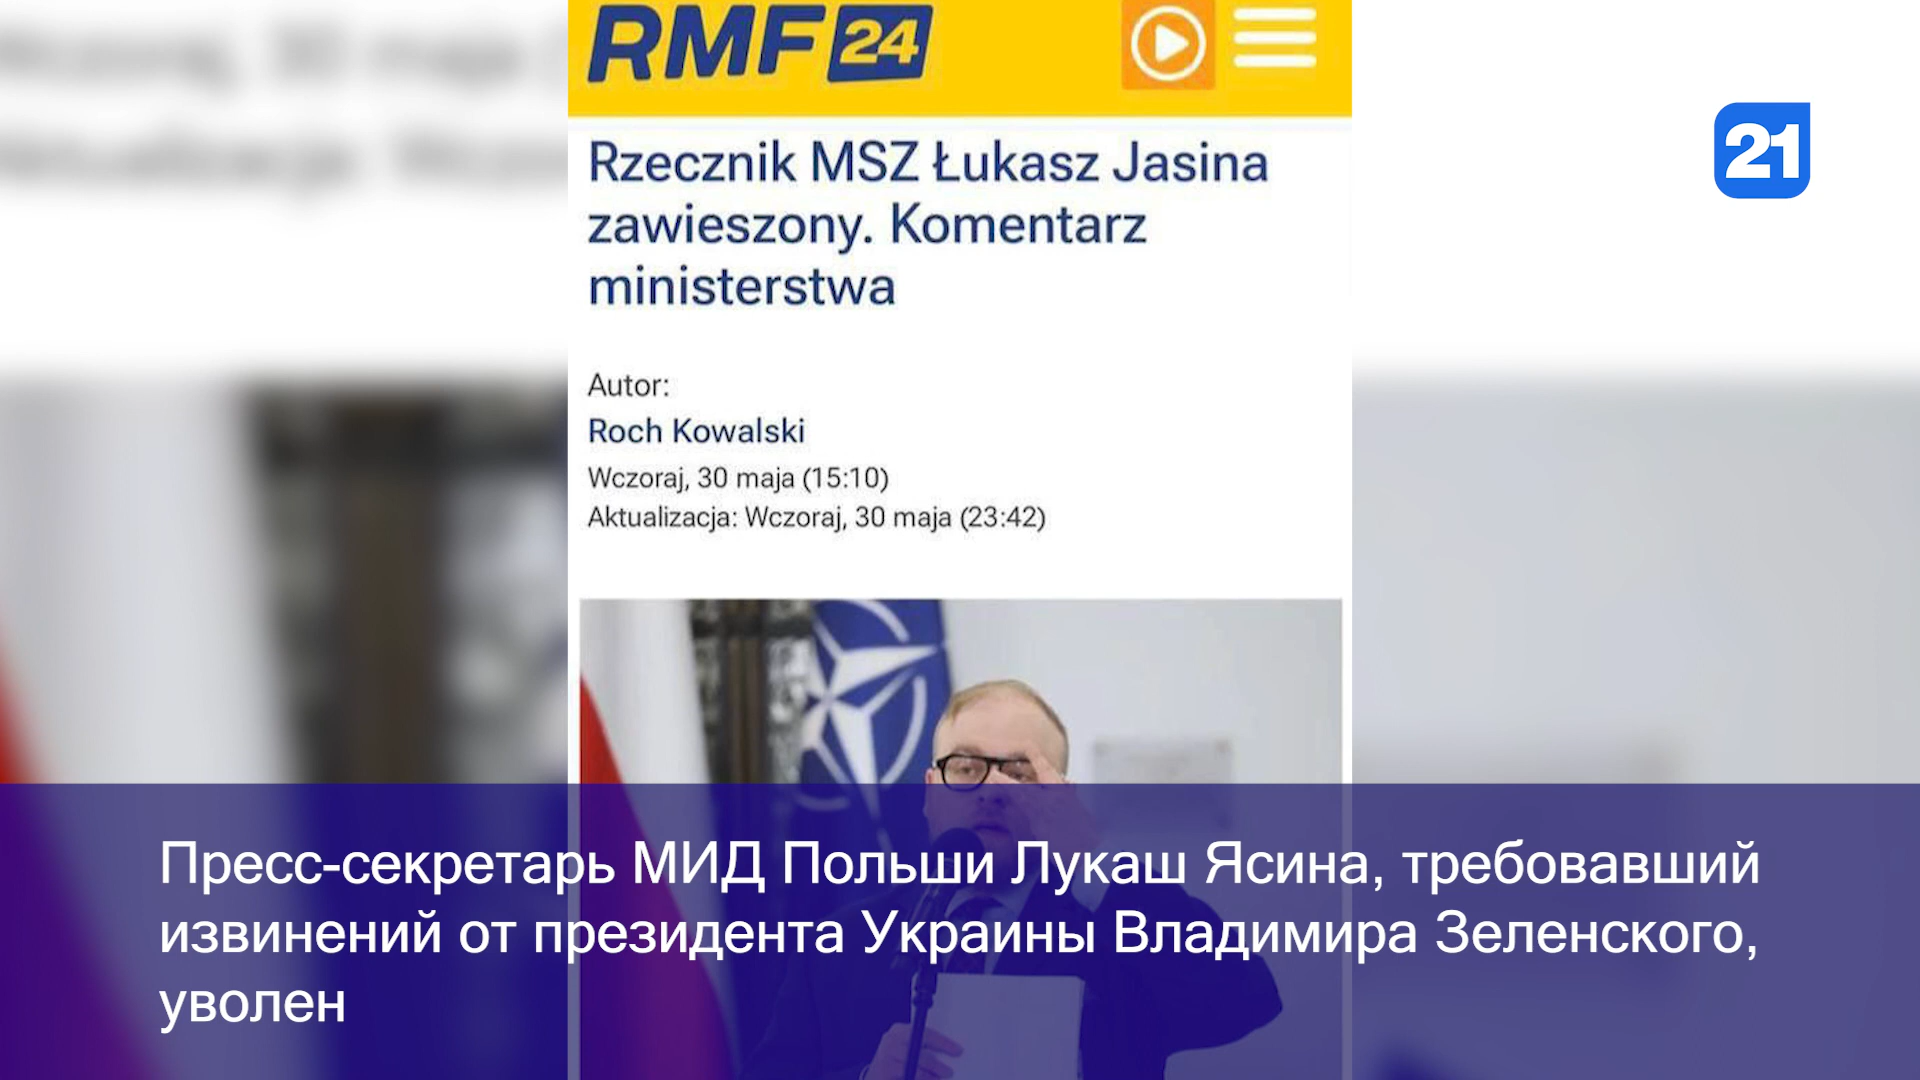 RMF 24
21
Rzecznik MSZ Łukasz Jasina
zawieszony. Komentarz
ministerstwa
Autor:
Roch Kowalski
Wczoraj, 30 maja (15:10)
Aktualizacja: Wczoraj, 30 maja (23:42)
Пресс-секретарь МИД Польши Лукаш Ясина, требовавший
извинений от президента Украины Владимира Зеленского,
уволен